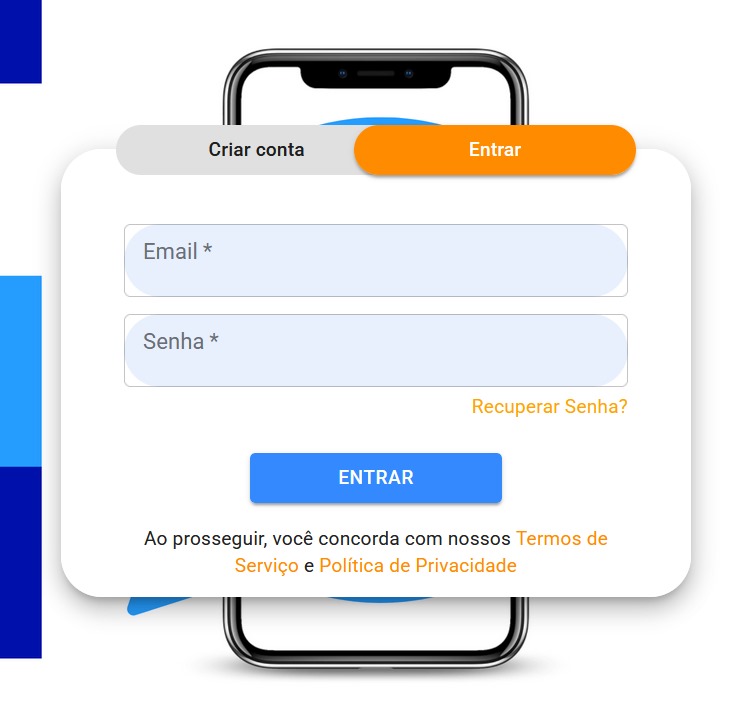 Criar conta
Entrar
Email *
Senha *
Recuperar Senha?
ENTRAR
Ao prosseguir, você concorda com nossos Termos de
Serviço e Política de Privacidade